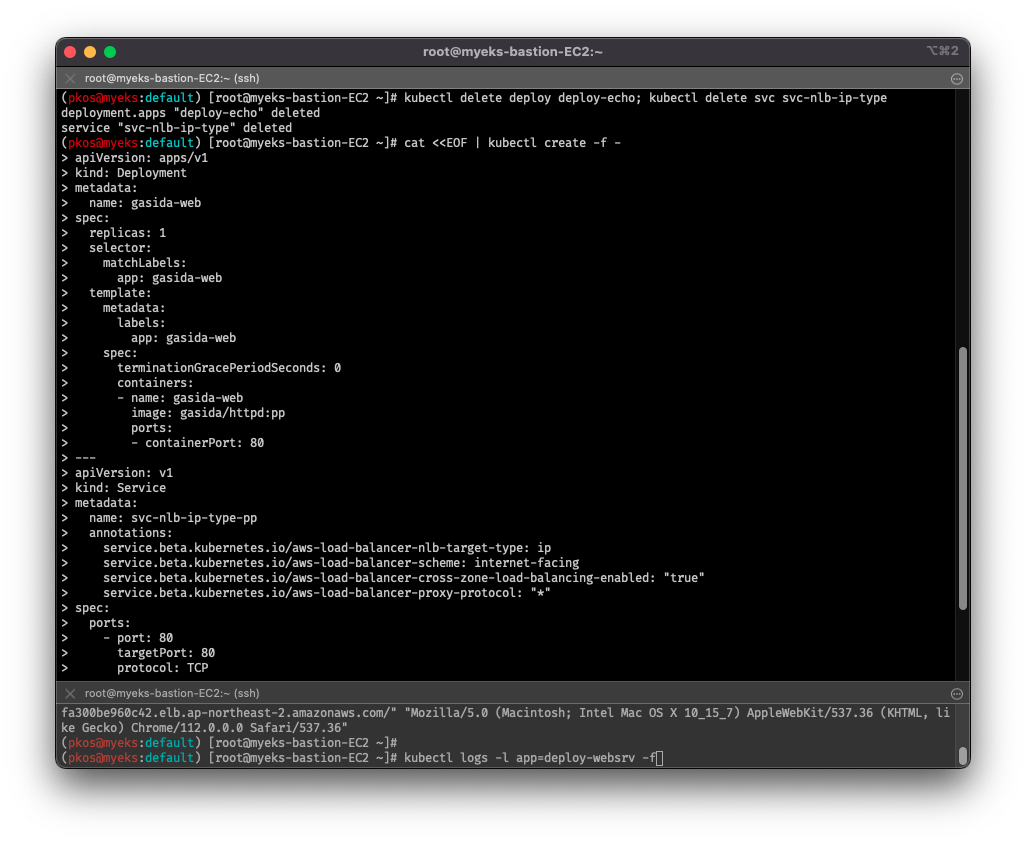 root@myeks-bastion-EC2:~
⌥⌘2
root@myeks-bastion-EC2:~ (ssh)
(pkos@myeks:default) [root@myeks-bastion-EC2 ~]# kubectl delete deploy deploy-echo; kubectl delete svc svc-nlb-ip-type
deployment.apps "deploy-echo" deleted
service "svc-nlb-ip-type" deleted
(pkos@myeks:default) [root@myeks-bastion-EC2 ~]# cat <<EOF | kubectl create -f -
> apiVersion: apps/v1
> kind: Deployment
> metadata:
>   name: gasida-web
> spec:
>   replicas: 1
>   selector:
>     matchLabels:
>       app: gasida-web
>   template:
>     metadata:
>       labels:
>         app: gasida-web
>     spec:
>       terminationGracePeriodSeconds: 0
>       containers:
>       - name: gasida-web
>         image: gasida/httpd:pp
>         ports:
>         - containerPort: 80
> ---
> apiVersion: v1
> kind: Service
> metadata:
>   name: svc-nlb-ip-type-pp
>   annotations:
>     service.beta.kubernetes.io/aws-load-balancer-nlb-target-type: ip
>     service.beta.kubernetes.io/aws-load-balancer-scheme: internet-facing
>     service.beta.kubernetes.io/aws-load-balancer-cross-zone-load-balancing-enabled: "true"
>     service.beta.kubernetes.io/aws-load-balancer-proxy-protocol: "*"
> spec:
>   ports:
>     - port: 80
>       targetPort: 80
>       protocol: TCP
root@myeks-bastion-EC2:~ (ssh)
fa300be960c42.elb.ap-northeast-2.amazonaws.com/" "Mozilla/5.0 (Macintosh; Intel Mac OS X 10_15_7) AppleWebKit/537.36 (KHTML, li
ke Gecko) Chrome/112.0.0.0 Safari/537.36"
(pkos@myeks:default) [root@myeks-bastion-EC2 ~]#
(pkos@myeks:default) [root@myeks-bastion-EC2 ~]# kubectl logs -l app=deploy-websrv -f